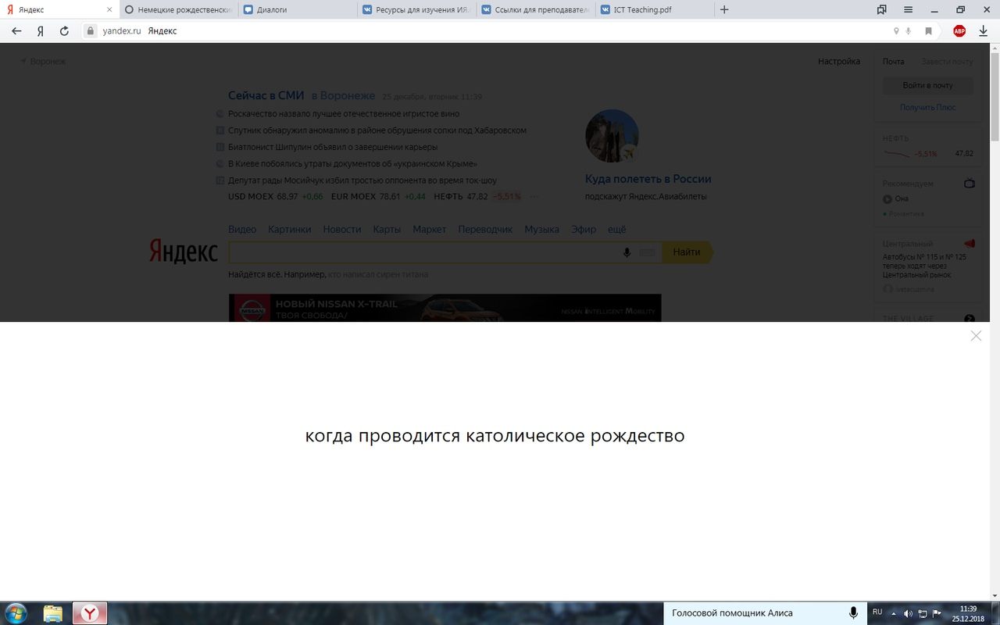 Яндекс
Немецкие рождественски
Диалоги
Ресурсы для изучения ИЯ.
Ссылки для преподавател
ICT Teaching.pdf
Я yandex.ru Яндекс
ABP
Воронеж
Настройка
Почта Завести почту
Войти в почту
Получить Плюс
Сейчас в СМИ в Воронеже 25 декабря, вторник 11:39
Роскачество назвало лучшее отечественное игристое вино
Спутник обнаружил аномалию в районе обрушения сопки под Хабаровском
Биатлонист Шипулин объявил о завершении карьеры
В Киеве побоялись утраты документов об «украинском Крыме»
Депутат рады Мосийчук избил тростью оппонента во время ток-шоу
USD MOEX 68,97 +0,66 EUR MOEX 78,61 +0,44 НЕФТЬ 47,82 −5,51% ···
Куда полететь в России
подскажут Яндекс.Авиабилеты
НЕФТЬ
−5,51% 47,82
Рекомендуем
Она
Романтика
Видео Картинки Новости Карты Маркет Переводчик Музыка Эфир ещё
Яндекс
Найти
Найдётся всё. Например, кто написал сирен титана
Центральный
Автобусы № 115 и № 125
теперь ходят через
Центральный рынок
NISSAN
НОВЫЙ NISSAN X-TRAIL
ТВОЯ СВОБОДА/
NISSAN INTELLIGENT MOBILITY
THE VILLAGE
когда проводится католическое рождество
Голосовой помощник Алиса
RU
11:39
25.12.2018